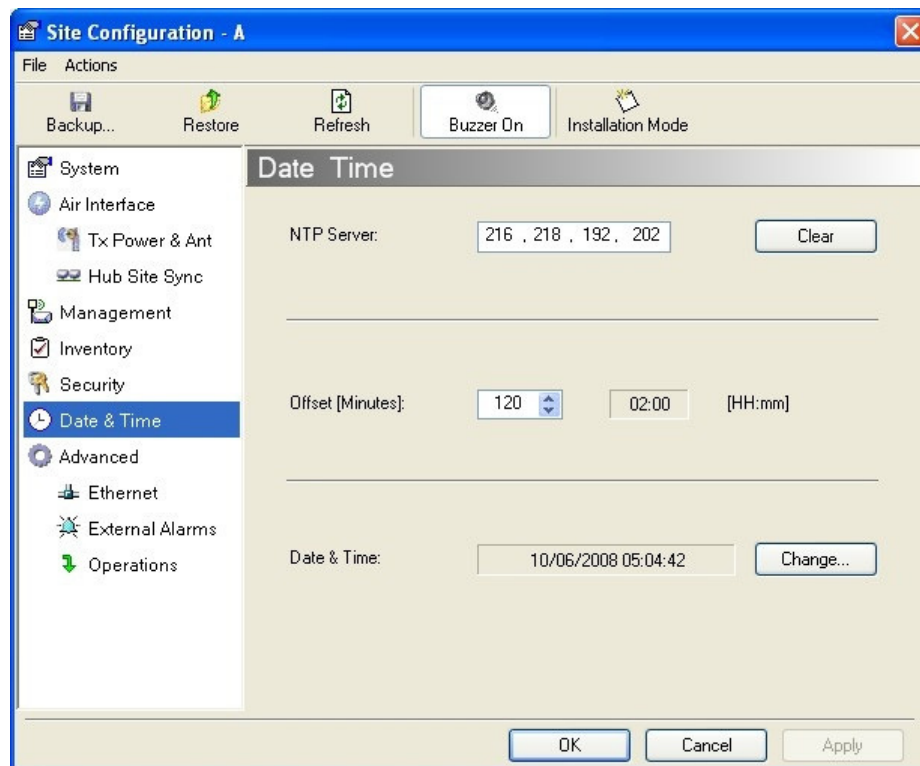 Site Configuration - A
File Actions
Backup... Restore Refresh Buzzer On Installation Mode
System
Air Interface
Tx Power & Ant
Hub Site Sync
Management
Inventory
Security
Date & Time
Advanced
Ethernet
External Alarms
Operations
Date Time
NTP Server: 216 , 218 , 192 , 202 Clear
Offset [Minutes]: 120 02:00 [HH:mm]
Date & Time: 10/06/2008 05:04:42 Change...
OK Cancel Apply